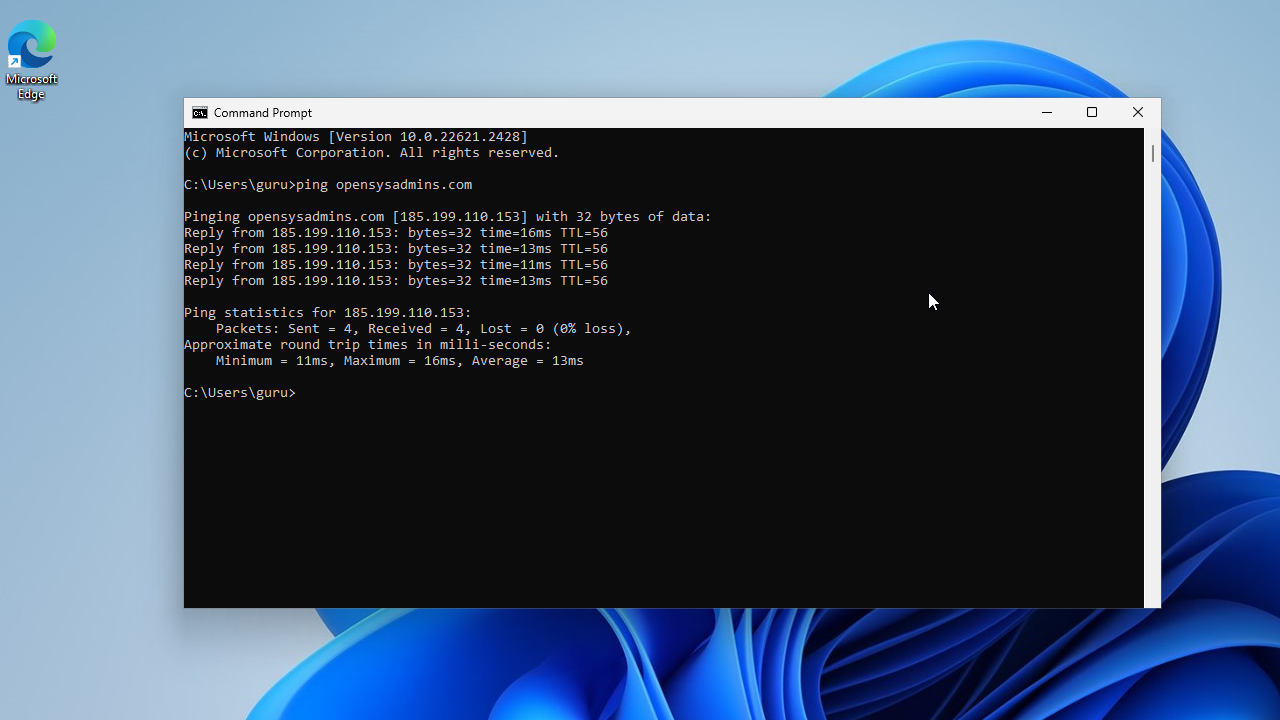 Microsoft
Edge
Command Prompt
Microsoft Windows [Version 10.0.22621.2428]
(c) Microsoft Corporation. All rights reserved.
C:\Users\guru>ping opensysadmins.com
Pinging opensysadmins.com [185.199.110.153] with 32 bytes of data:
Reply from 185.199.110.153: bytes=32 time=16ms TTL=56
Reply from 185.199.110.153: bytes=32 time=13ms TTL=56
Reply from 185.199.110.153: bytes=32 time=11ms TTL=56
Reply from 185.199.110.153: bytes=32 time=13ms TTL=56
Ping statistics for 185.199.110.153:
    Packets: Sent = 4, Received = 4, Lost = 0 (0% loss),
Approximate round trip times in milli-seconds:
    Minimum = 11ms, Maximum = 16ms, Average = 13ms
C:\Users\guru>